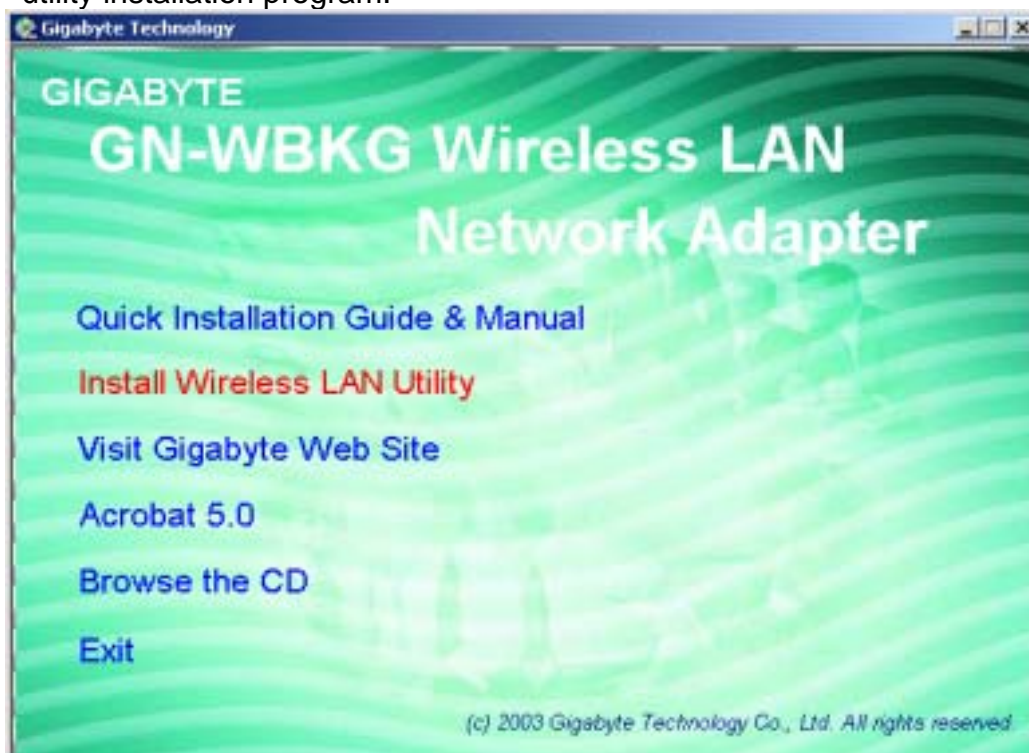 utility installation program.
Gigabyte Technology
GIGABYTE
GN-WBKG Wireless LAN
Network Adapter
Quick Installation Guide & Manual
Install Wireless LAN Utility
Visit Gigabyte Web Site
Acrobat 5.0
Browse the CD
Exit
(c) 2003 Gigabyte Technology Co., Ltd. All rights reserved